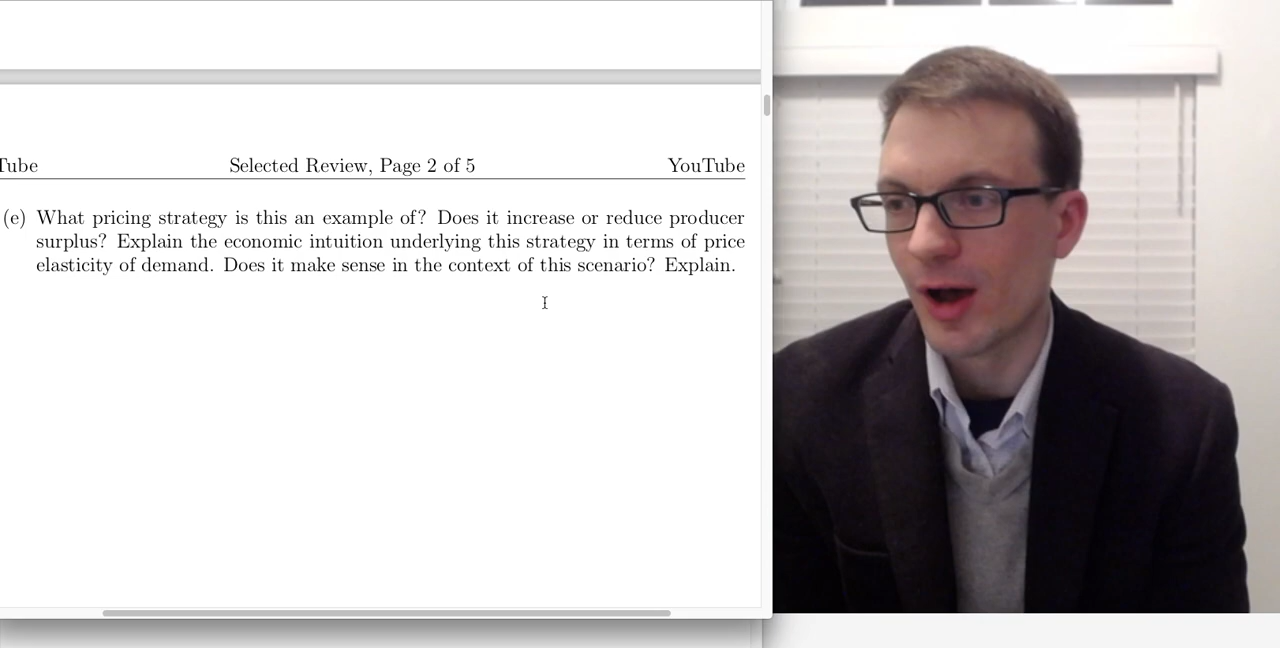 Tube Selected Review, Page 2 of 5 YouTube
(e) What pricing strategy is this an example of? Does it increase or reduce producer
surplus? Explain the economic intuition underlying this strategy in terms of price
elasticity of demand. Does it make sense in the context of this scenario? Explain.